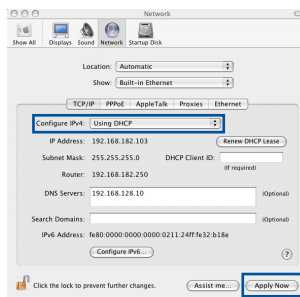 Network
Show All Displays Sound Network Startup Disk
Location: Automatic
Show: Built-in Ethernet
TCP/IP PPPoE AppleTalk Proxies Ethernet
Configure IPv4: Using DHCP
IP Address: 192.168.182.103 Renew DHCP Lease
Subnet Mask: 255.255.255.0 DHCP Client ID:
(If required)
Router: 192.168.182.250
DNS Servers: 192.168.128.10 (Optional)
Search Domains: (Optional)
IPv6 Address: fe80:0000:0000:0000:0211:24ff:fe32:b18e
Configure IPv6... ?
Click the lock to prevent further changes. Assist me... Apply Now